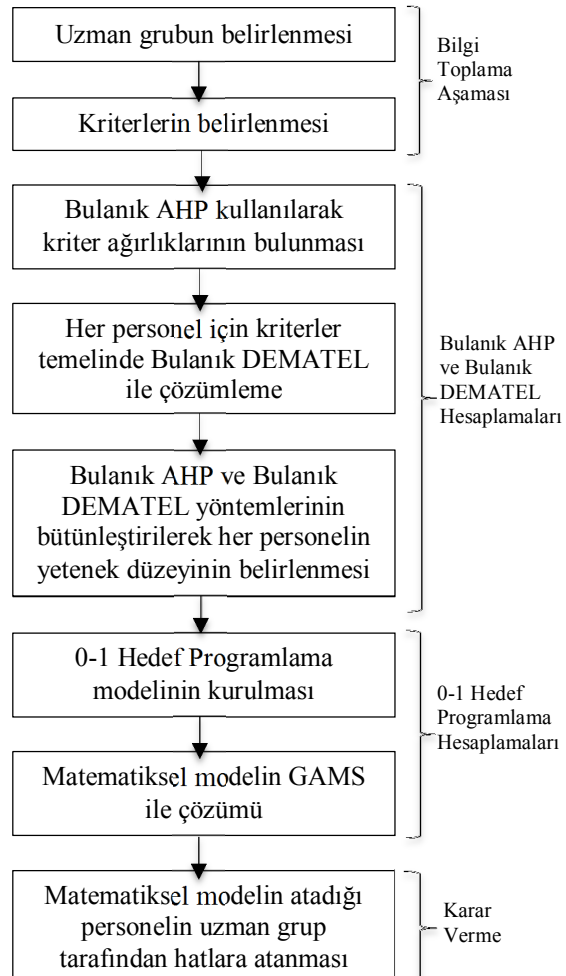 Uzman grubun belirlenmesi
Kriterlerin belirlenmesi
Bilgi
Toplama
Aşaması
Bulanık AHP kullanılarak
kriter ağırlıklarının bulunması
Her personel için kriterler
temelinde Bulanık DEMATEL
ile çözümleme
Bulanık AHP ve Bulanık
DEMATEL yöntemlerinin
bütünleştirilerek her personelin
yetenek düzeyinin belirlenmesi
Bulanık AHP
ve Bulanık
DEMATEL
Hesaplamaları
0-1 Hedef Programlama
modelinin kurulması
Matematiksel modelin GAMS
ile çözümü
0-1 Hedef
Programlama
Hesaplamaları
Matematiksel modelin atadığı
personelin uzman grup
tarafından hatlara atanması
Karar
Verme